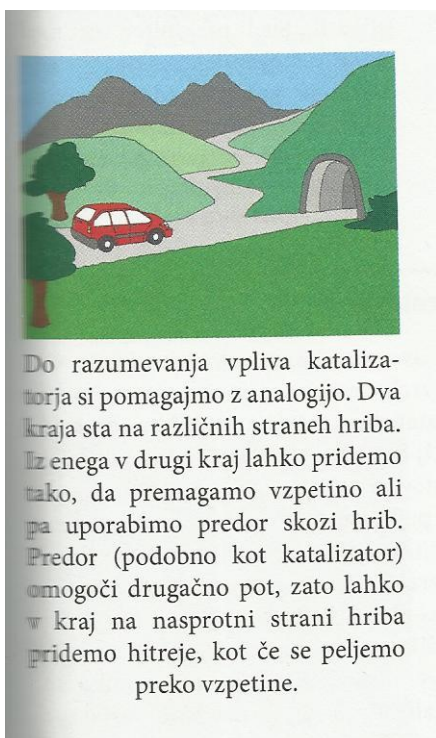 Do razumevanja vpliva kataliza-
torja si pomagajmo z analogijo. Dva
kraja sta na različnih straneh hriba.
Iz enega v drugi kraj lahko pridemo
tako, da premagamo vzpetino ali
pa uporabimo predor skozi hrib.
Predor (podobno kot katalizator)
omogoči drugačno pot, zato lahko
v kraj na nasprotni strani hriba
pridemo hitreje, kot če se peljemo
preko vzpetine.